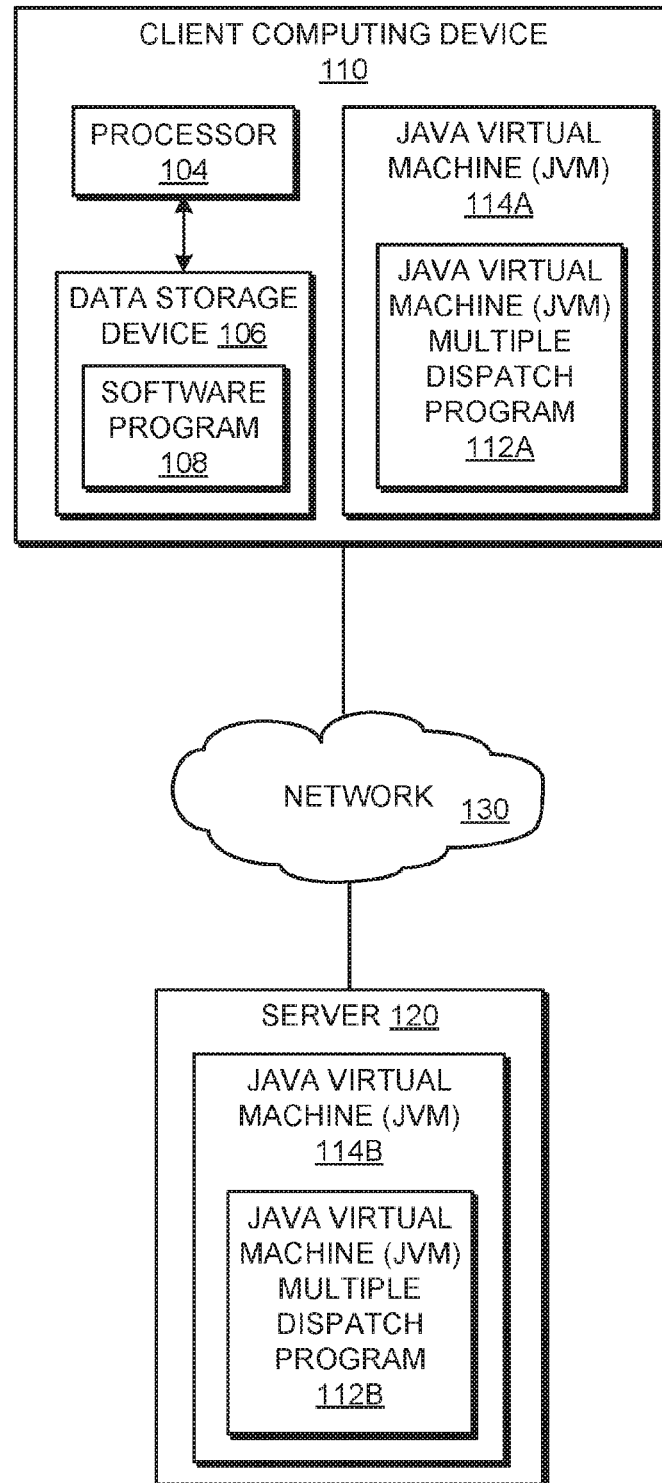 CLIENT COMPUTING DEVICE
110
PROCESSOR
104
DATA STORAGE
DEVICE 106
SOFTWARE
PROGRAM
108
JAVA VIRTUAL
MACHINE (JVM)
114A
JAVA VIRTUAL
MACHINE (JVM)
MULTIPLE
DISPATCH
PROGRAM
112A
NETWORK 130
SERVER 120
JAVA VIRTUAL
MACHINE (JVM)
114B
JAVA VIRTUAL
MACHINE (JVM)
MULTIPLE
DISPATCH
PROGRAM
112B